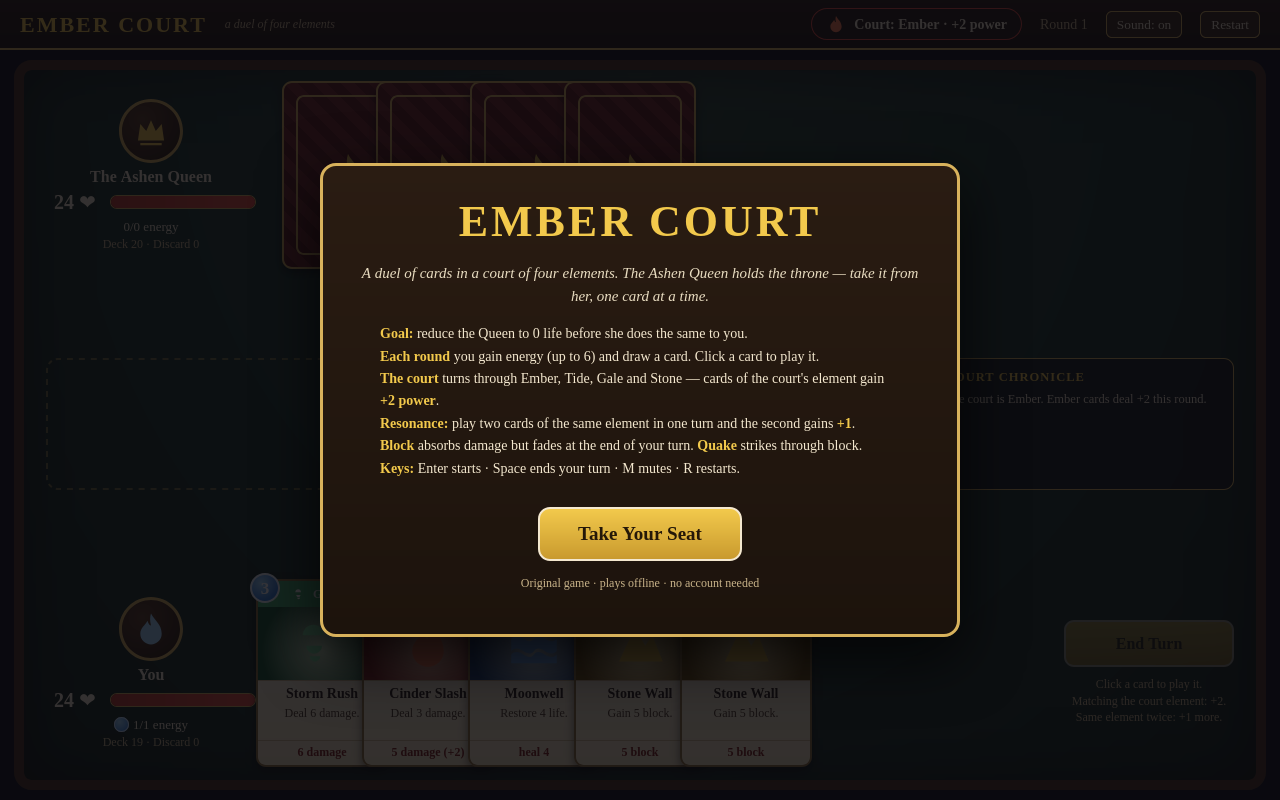 EMBER COURT
a duel of four elements
Court: Ember · +2 power
Round 1
Sound: on
Restart
The Ashen Queen
24 ❤
0/0 energy
Deck 20 · Discard 0
EMBER COURT
A duel of cards in a court of four elements. The Ashen Queen holds the throne — take it from
her, one card at a time.
Goal: reduce the Queen to 0 life before she does the same to you.
Each round you gain energy (up to 6) and draw a card. Click a card to play it.
The court turns through Ember, Tide, Gale and Stone — cards of the court's element gain
+2 power.
Resonance: play two cards of the same element in one turn and the second gains +1.
Block absorbs damage but fades at the end of your turn. Quake strikes through block.
Keys: Enter starts · Space ends your turn · M mutes · R restarts.
Take Your Seat
Original game · plays offline · no account needed
COURT CHRONICLE
court is Ember. Ember cards deal +2 this round.
You
24 ❤
1/1 energy
Deck 19 · Discard 0
3
Storm Rush
Deal 6 damage.
6 damage
Cinder Slash
Deal 3 damage.
5 damage (+2)
Moonwell
Restore 4 life.
heal 4
Stone Wall
Gain 5 block.
5 block
Stone Wall
Gain 5 block.
5 block
End Turn
Click a card to play it.
Matching the court element: +2.
Same element twice: +1 more.